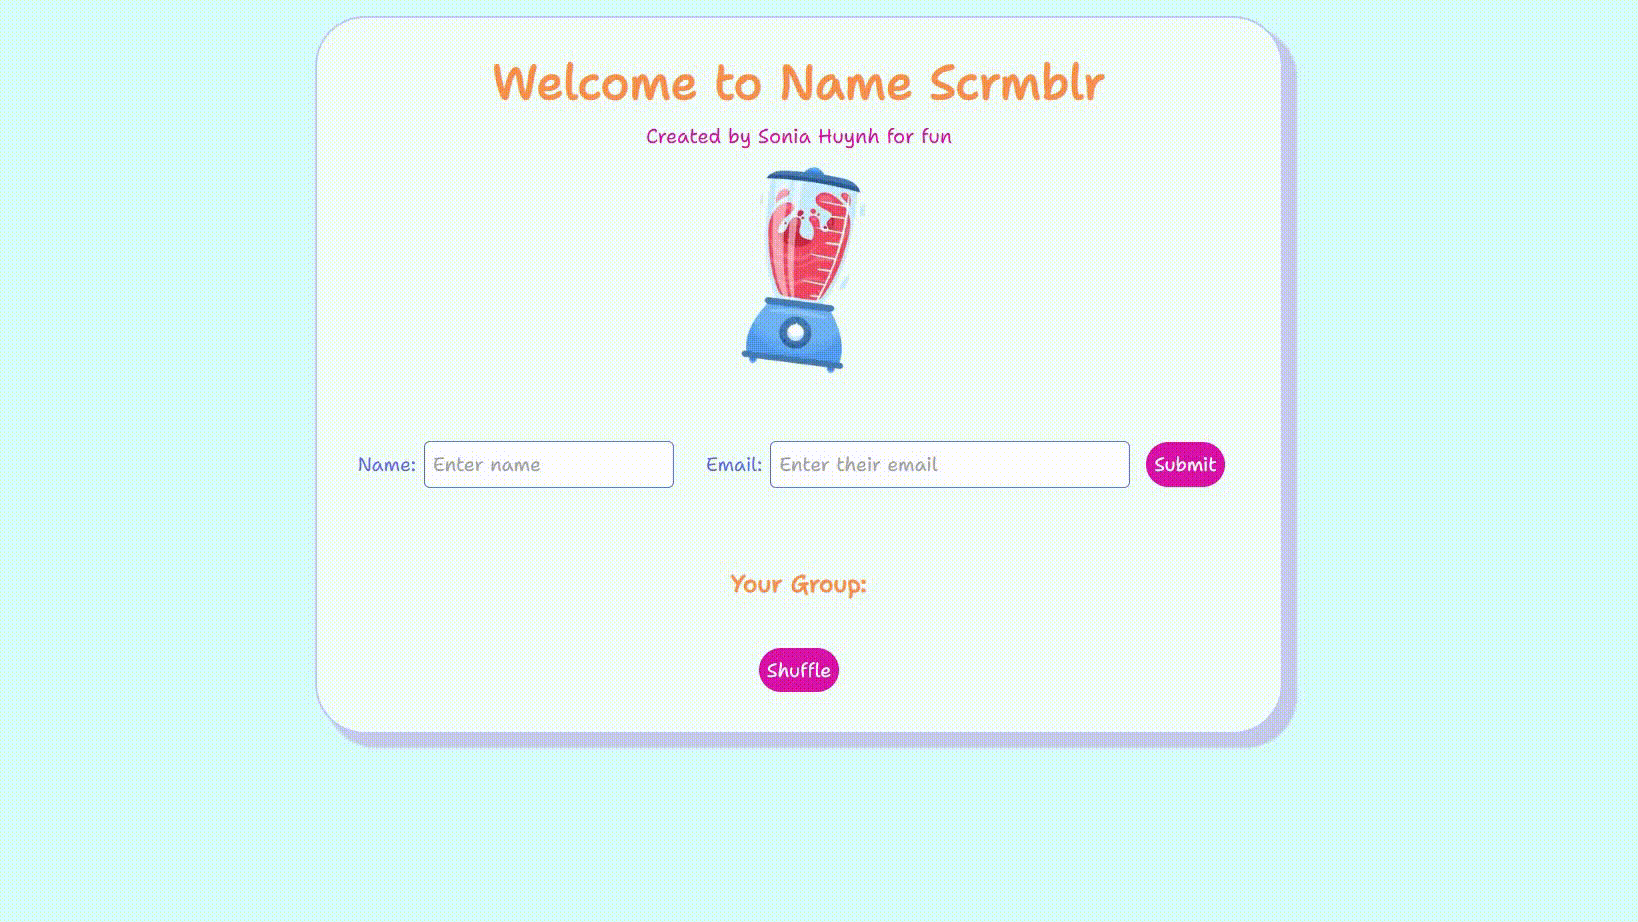 Welcome to Name Scrmblr
Created by Sonia Huynh for fun
Name: Enter name Email: Enter their email Submit
Your Group:
Shuffle